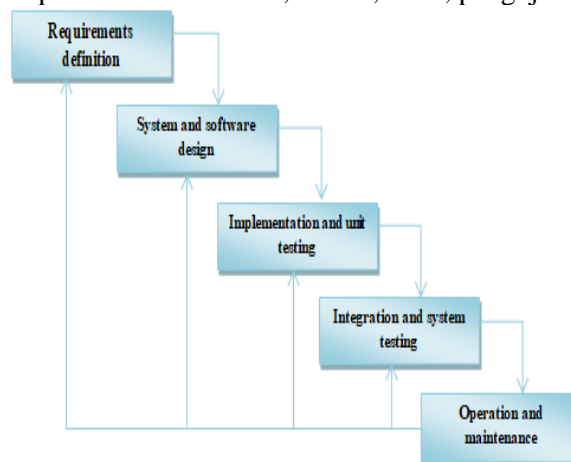 Requirements
definition
System and software
design
Implementation and unit
testing
Integration and system
testing
Operation and
maintenance